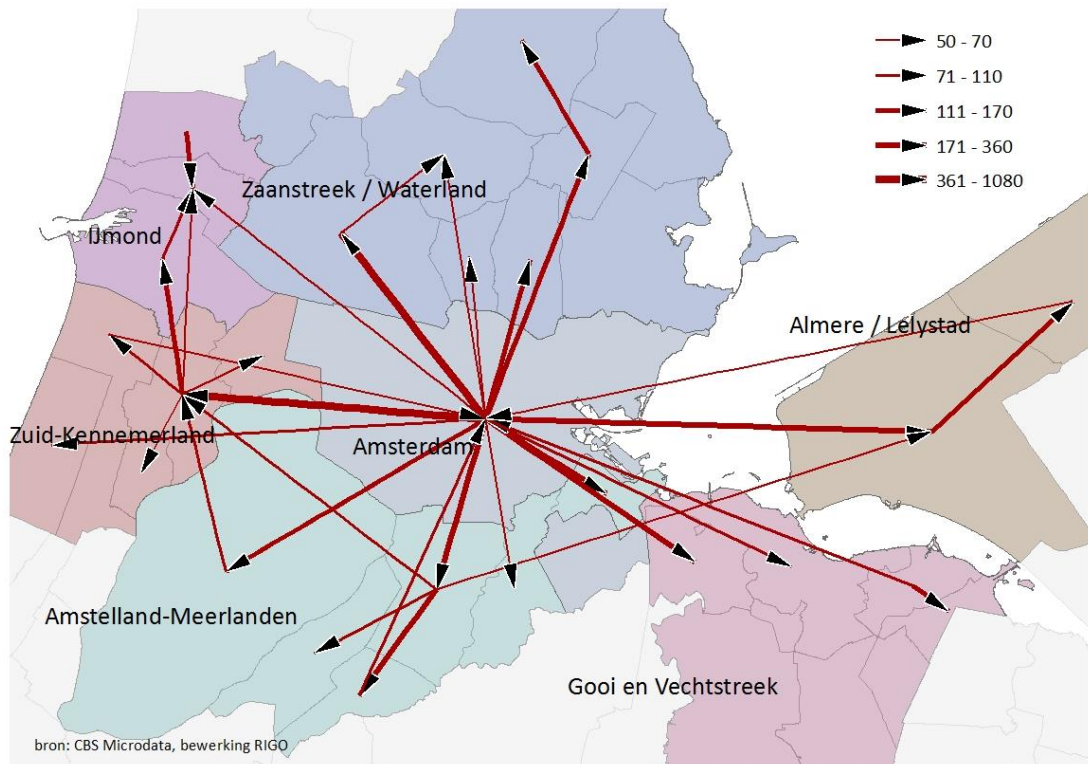 50 - 70
71 - 110
111 - 170
171 - 360
361 - 1080
Zaanstreek / Waterland
IJmond
Almere / Lelystad
Zuid-Kennemerland
Amsterdam
Amstelland-Meerlanden
Gooi en Vechtstreek
bron: CBS Microdata, bewerking RIGO